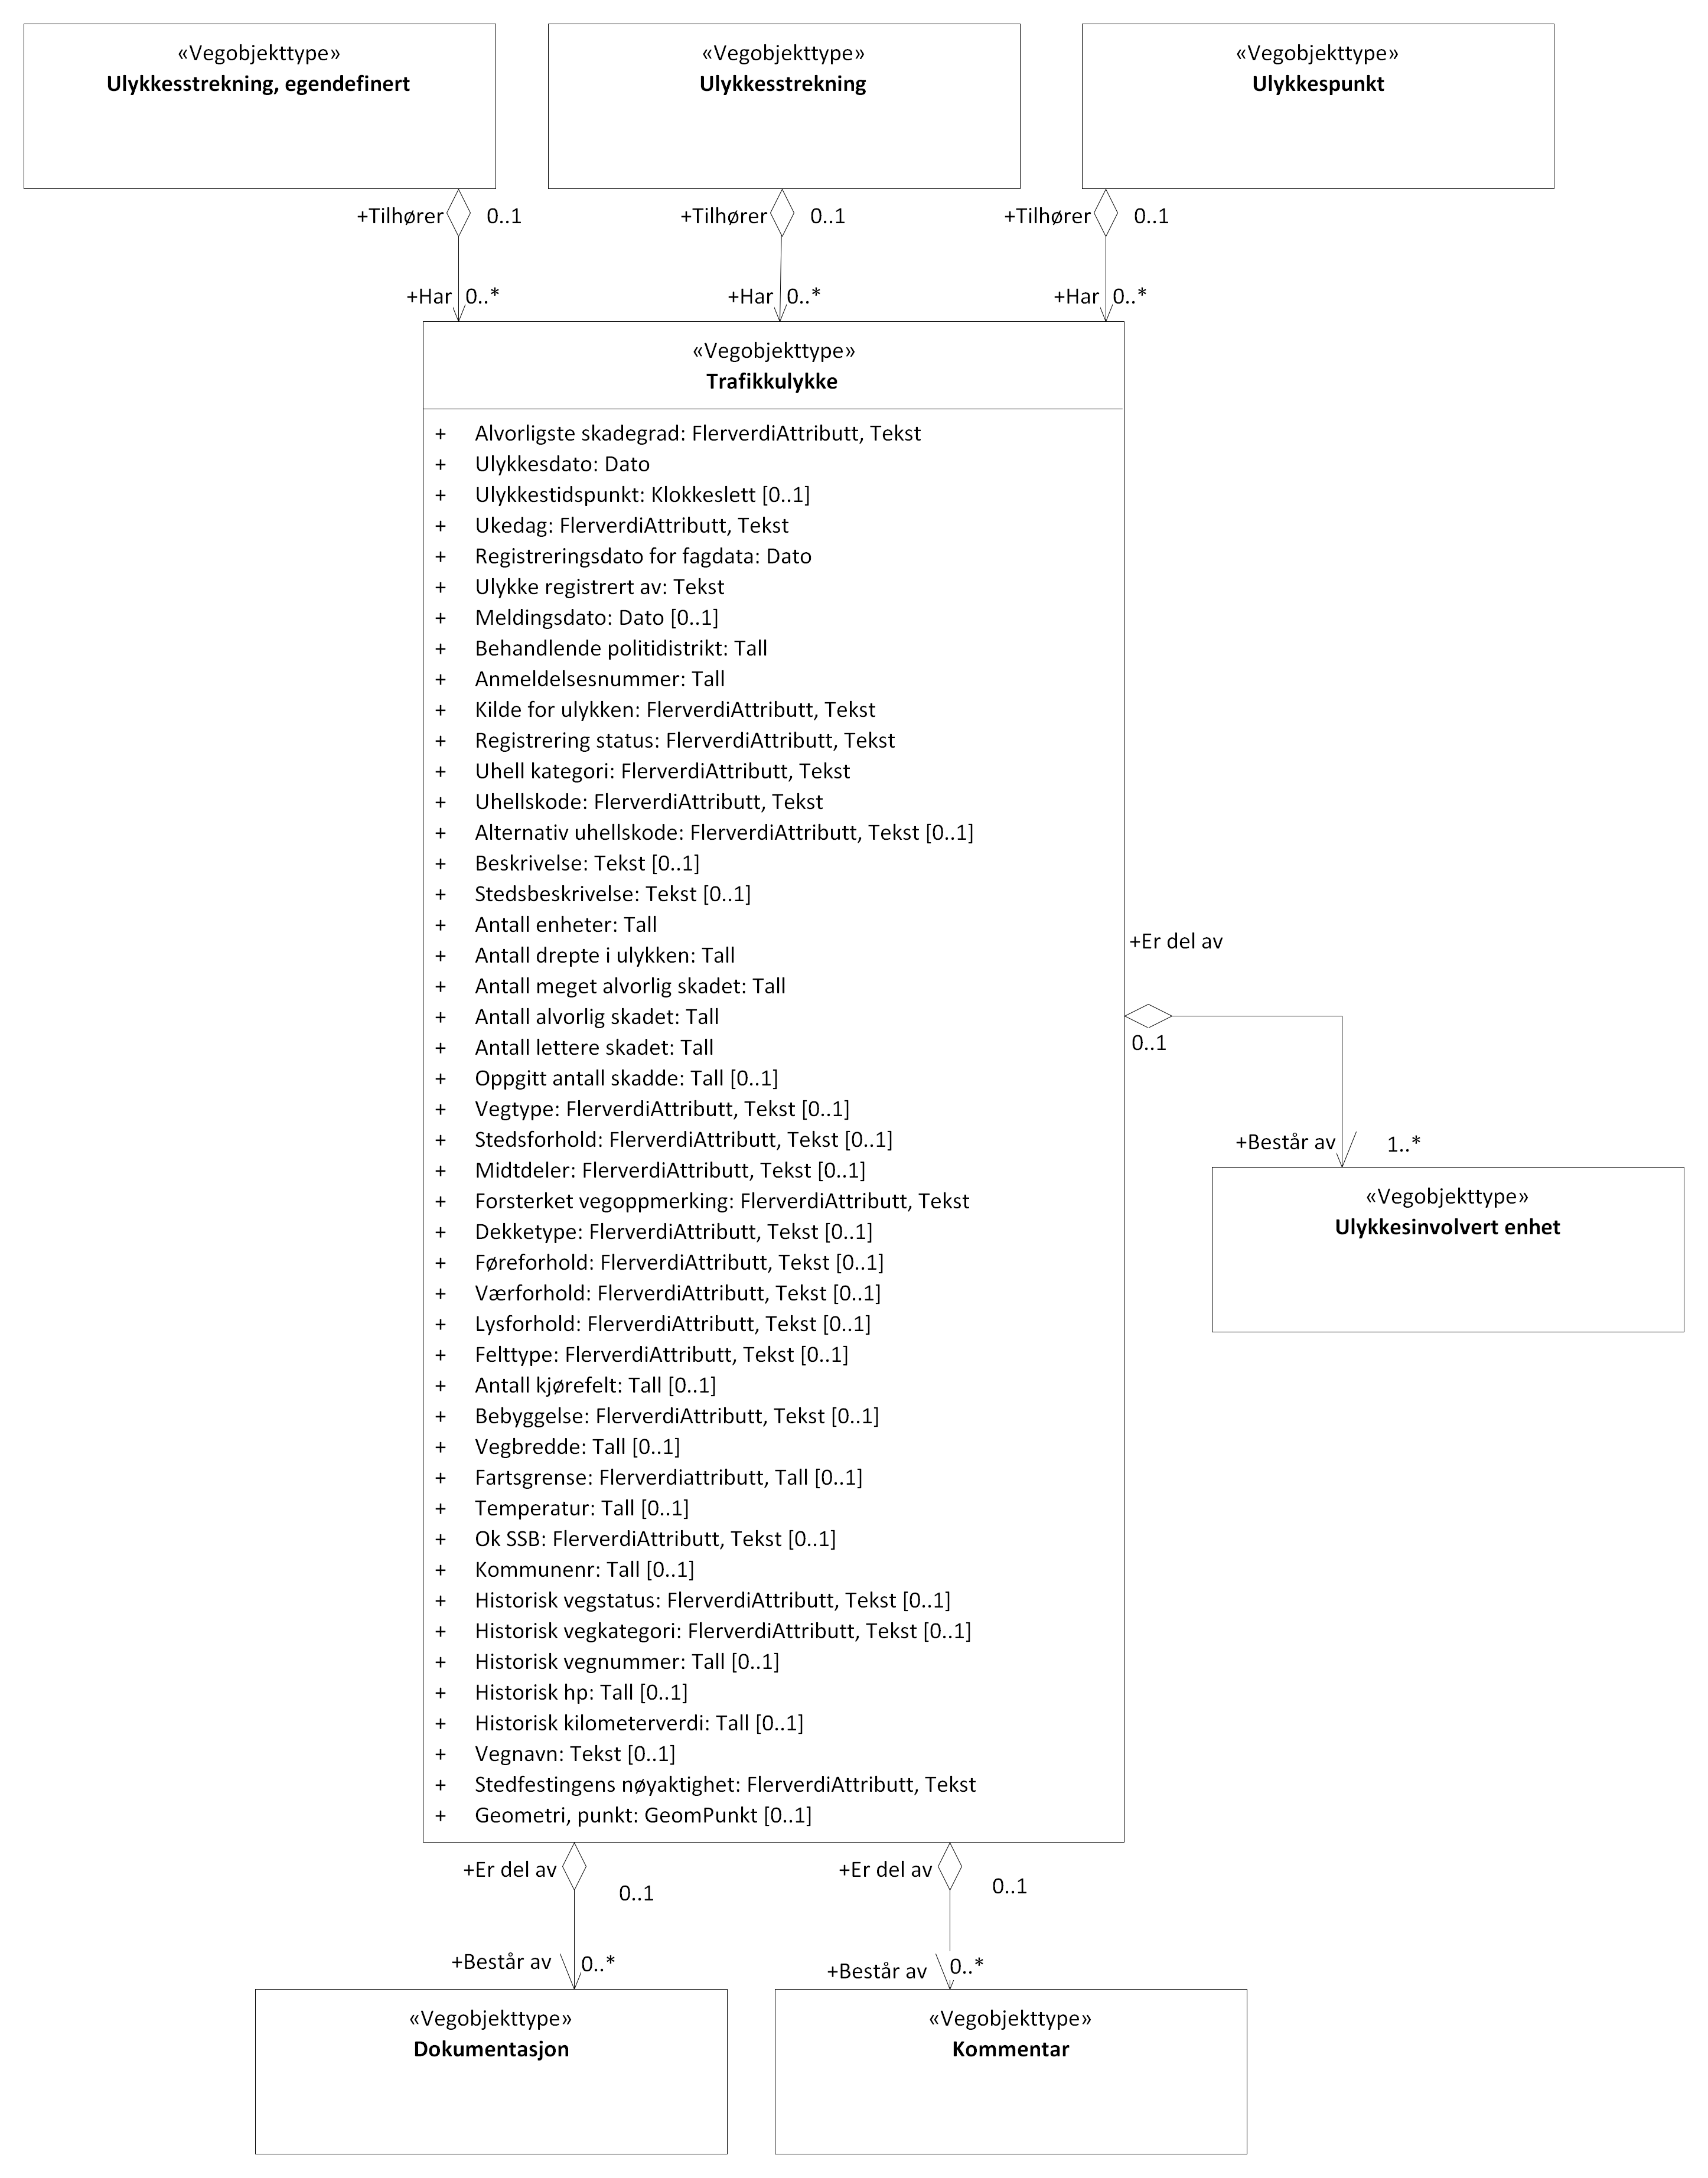 «Vegobjekttype»
Ulykkesstrekning, egendefinert
«Vegobjekttype»
Ulykkesstrekning
«Vegobjekttype»
Ulykkespunkt
+Tilhører 0..1
+Tilhører 0..1
+Tilhører 0..1
+Har 0..*
+Har 0..*
+Har 0..*
«Vegobjekttype»
Trafikkulykke
+ Alvorligste skadegrad: FlerverdiAttributt, Tekst
+ Ulykkesdato: Dato
+ Ulykkestidspunkt: Klokkeslett [0..1]
+ Ukedag: FlerverdiAttributt, Tekst
+ Registreringsdato for fagdata: Dato
+ Ulykke registrert av: Tekst
+ Meldingsdato: Dato [0..1]
+ Behandlende politidistrikt: Tall
+ Anmeldelsesnummer: Tall
+ Kilde for ulykken: FlerverdiAttributt, Tekst
+ Registrering status: FlerverdiAttributt, Tekst
+ Uhell kategori: FlerverdiAttributt, Tekst
+ Uhellskode: FlerverdiAttributt, Tekst
+ Alternativ uhellskode: FlerverdiAttributt, Tekst [0..1]
+ Beskrivelse: Tekst [0..1]
+ Stedsbeskrivelse: Tekst [0..1]
+ Antall enheter: Tall
+ Antall drepte i ulykken: Tall
+ Antall meget alvorlig skadet: Tall
+ Antall alvorlig skadet: Tall
+ Antall lettere skadet: Tall
+ Oppgitt antall skadde: Tall [0..1]
+ Vegtype: FlerverdiAttributt, Tekst [0..1]
+ Stedsforhold: FlerverdiAttributt, Tekst [0..1]
+ Midtdeler: FlerverdiAttributt, Tekst [0..1]
+ Forsterket vegoppmerking: FlerverdiAttributt, Tekst
+ Dekketype: FlerverdiAttributt, Tekst [0..1]
+ Føreforhold: FlerverdiAttributt, Tekst [0..1]
+ Værforhold: FlerverdiAttributt, Tekst [0..1]
+ Lysforhold: FlerverdiAttributt, Tekst [0..1]
+ Felttype: FlerverdiAttributt, Tekst [0..1]
+ Antall kjørefelt: Tall [0..1]
+ Bebyggelse: FlerverdiAttributt, Tekst [0..1]
+ Vegbredde: Tall [0..1]
+ Fartsgrense: Flerverdiattributt, Tall [0..1]
+ Temperatur: Tall [0..1]
+ Ok SSB: FlerverdiAttributt, Tekst [0..1]
+ Kommunenr: Tall [0..1]
+ Historisk vegstatus: FlerverdiAttributt, Tekst [0..1]
+ Historisk vegkategori: FlerverdiAttributt, Tekst [0..1]
+ Historisk vegnummer: Tall [0..1]
+ Historisk hp: Tall [0..1]
+ Historisk kilometerverdi: Tall [0..1]
+ Vegnavn: Tekst [0..1]
+ Stedfestingens nøyaktighet: FlerverdiAttributt, Tekst
+ Geometri, punkt: GeomPunkt [0..1]
+Er del av
0..1
+Består av 1..*
«Vegobjekttype»
Ulykkesinvolvert enhet
+Er del av 0..1
+Er del av 0..1
+Består av 0..*
+Består av 0..*
«Vegobjekttype»
Dokumentasjon
«Vegobjekttype»
Kommentar